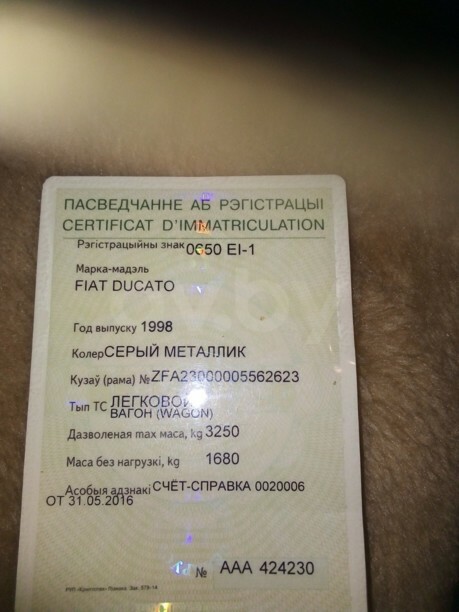 ПАСВЕДЧАННЕ АБ РЭГІСТРАЦЫІ
CERTIFICAT D'IMMATRICULATION
Рэгістрацыйны знак 0650 EI-1
Марка-мадэль
FIAT DUCATO
Год выпуску 1998
Колер СЕРЫЙ МЕТАЛЛИК
Кузаў (рама) № ZFA23000005562623
Тып ТС ЛЕГКОВОЙ
ВАГОН (WAGON)
Дазволеная max маса, kg 3250
Маса без нагрузкі, kg 1680
Асобыя адзнакі СЧЁТ-СПРАВКА 0020006
ОТ 31.05.2016
№ ААА 424230